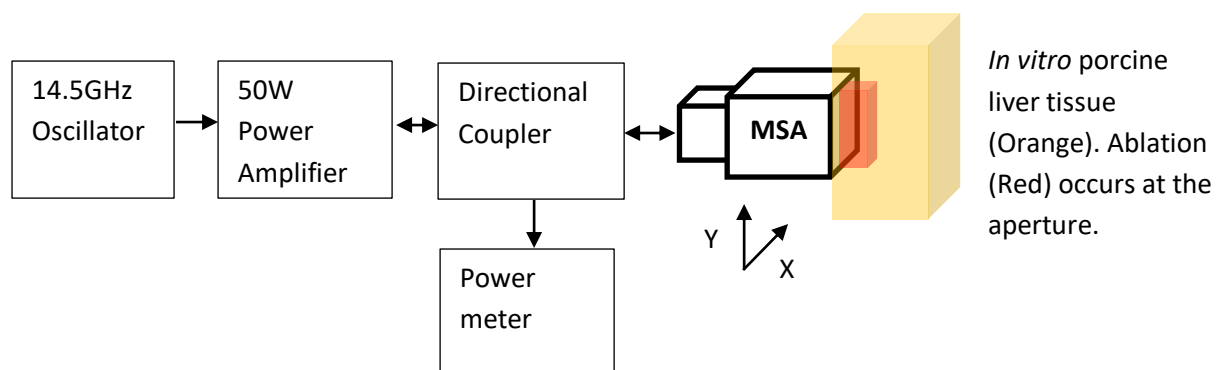 14.5GHz
Oscillator
50W
Power
Amplifier
Directional
Coupler
Power
meter
MSA
Y
X
In vitro porcine
liver tissue
(Orange). Ablation
(Red) occurs at the
aperture.